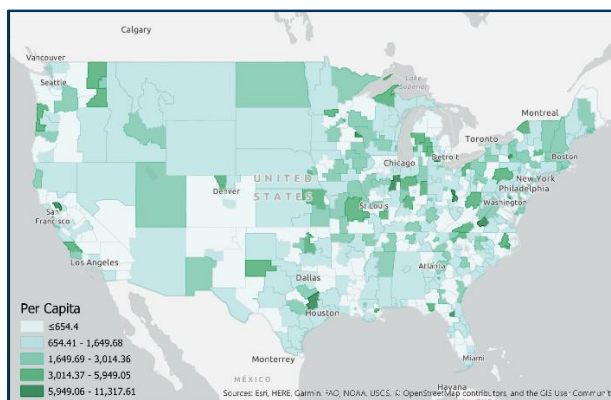 Calgary
Vancouver
Seattle
Lake
Superior
Montreal
Toronto
Detroit
Boston
Chicago
New York
Philadelphia
UNITED
STATES
Denver
St Louis
Washington
San
Francisco
Los Angeles
Atlanta
Dallas
Houston
Per Capita
≤654.4
654.41 - 1,649.68
1,649.69 - 3,014.36
3,014.37 - 5,949.05
5,949.06 - 11,317.61
Monterrey
Miami
MÉXICO
Havana
Sources: Esri, HERE, Garmin, FAO, NOAA, USGS, © OpenStreetMap contributors, and the GIS User Communit